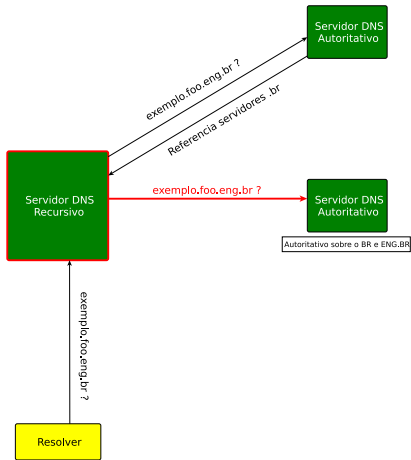 Servidor DNS
Autoritativo
exemplo.foo.eng.br ?
Referencia servidores .br
Servidor DNS
Recursivo
exemplo.foo.eng.br ?
Servidor DNS
Autoritativo
Autoritativo sobre o BR e ENG.BR
exemplo.foo.eng.br ?
Resolver